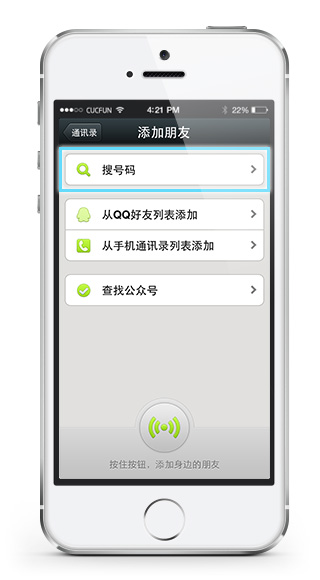 CUCFUN 4:21 PM 22%
通讯录 添加朋友
搜号码
从QQ好友列表添加
从手机通讯录列表添加
查找公众号
按住按钮，添加身边的朋友